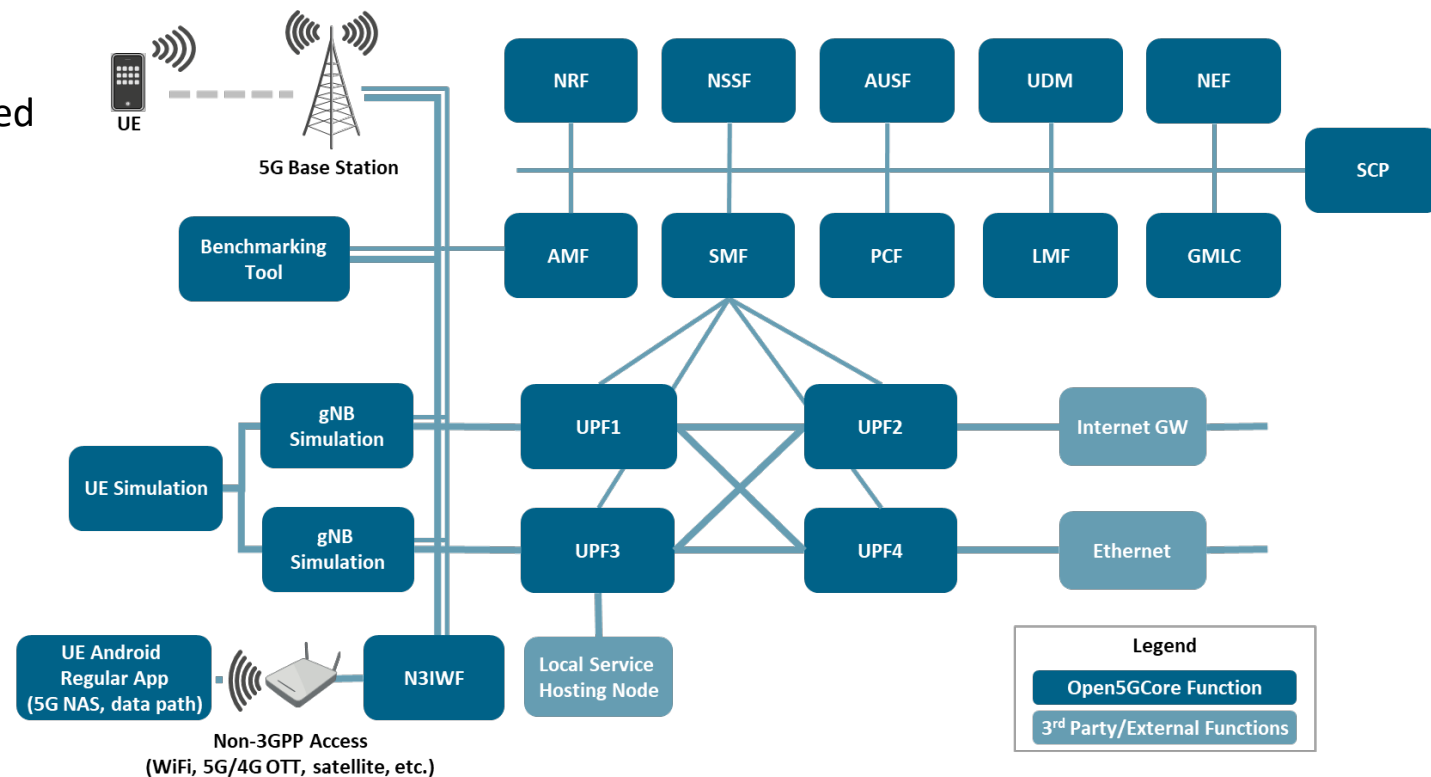 ed
UE
5G Base Station
NRF
NSSF
AUSF
UDM
NEF
SCP
Benchmarking
Tool
AMF
SMF
PCF
LMF
GMLC
gNB
Simulation
UPF1
UPF2
Internet GW
UE Simulation
gNB
Simulation
UPF3
UPF4
Ethernet
UE Android
Regular App
(5G NAS, data path)
N3IWF
Local Service
Hosting Node
Non-3GPP Access
(WiFi, 5G/4G OTT, satellite, etc.)
Legend
Open5GCore Function
3rd Party/External Functions